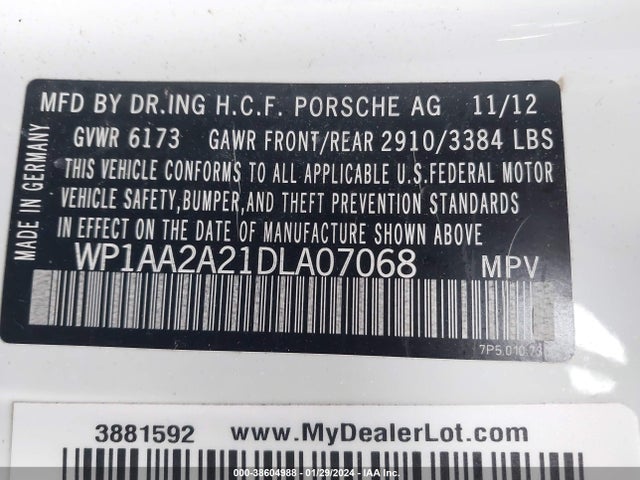 MFD BY DR.ING H.C.F. PORSCHE AG 11/12
GVWR 6173 GAWR FRONT/REAR 2910/3384 LBS
THIS VEHICLE CONFORMS TO ALL APPLICABLE U.S.FEDERAL MOTOR
VEHICLE SAFETY,BUMPER,AND THEFT PREVENTION STANDARDS
IN EFFECT ON THE DATE OF MANUFACTURE SHOWN ABOVE
MADE IN GERMANY
WP1AA2A21DLA07068 MPV
3881592 www.MyDealerLot.com
000-38604988 - 01/29/2024 - IAA Inc.